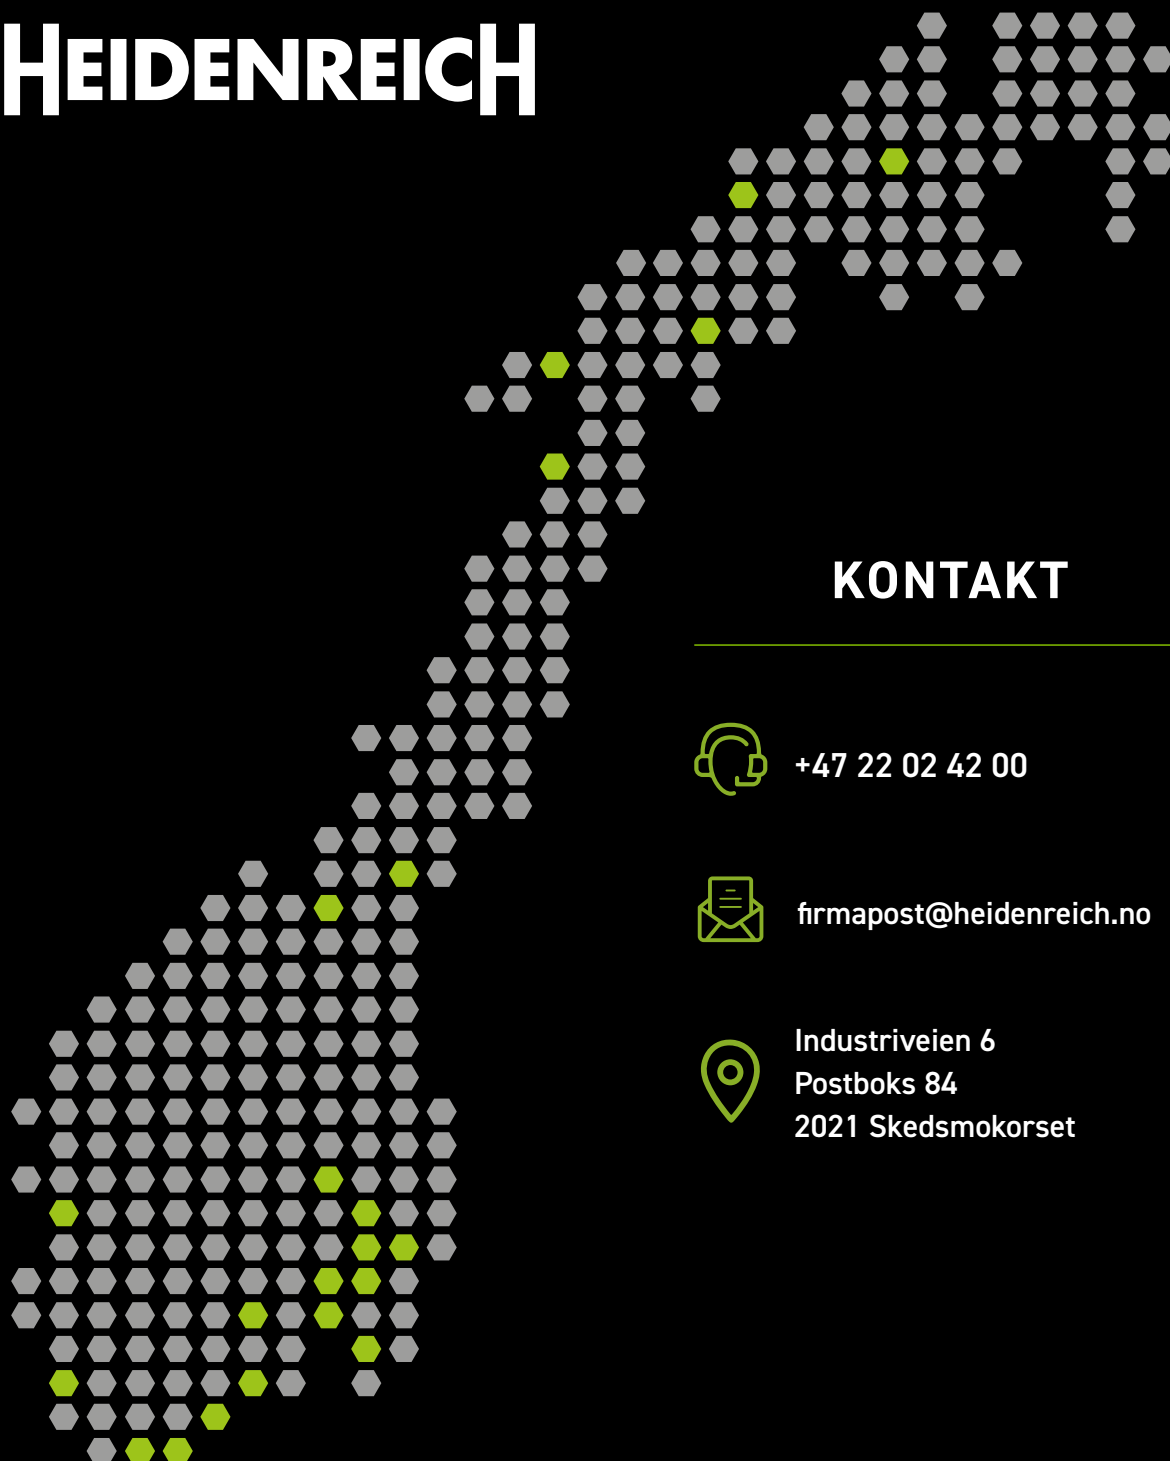 HEIDENREICH
KONTAKT
+47 22 02 42 00
firmapost@heidenreich.no
Industriveien 6
Postboks 84
2021 Skedsmokorset